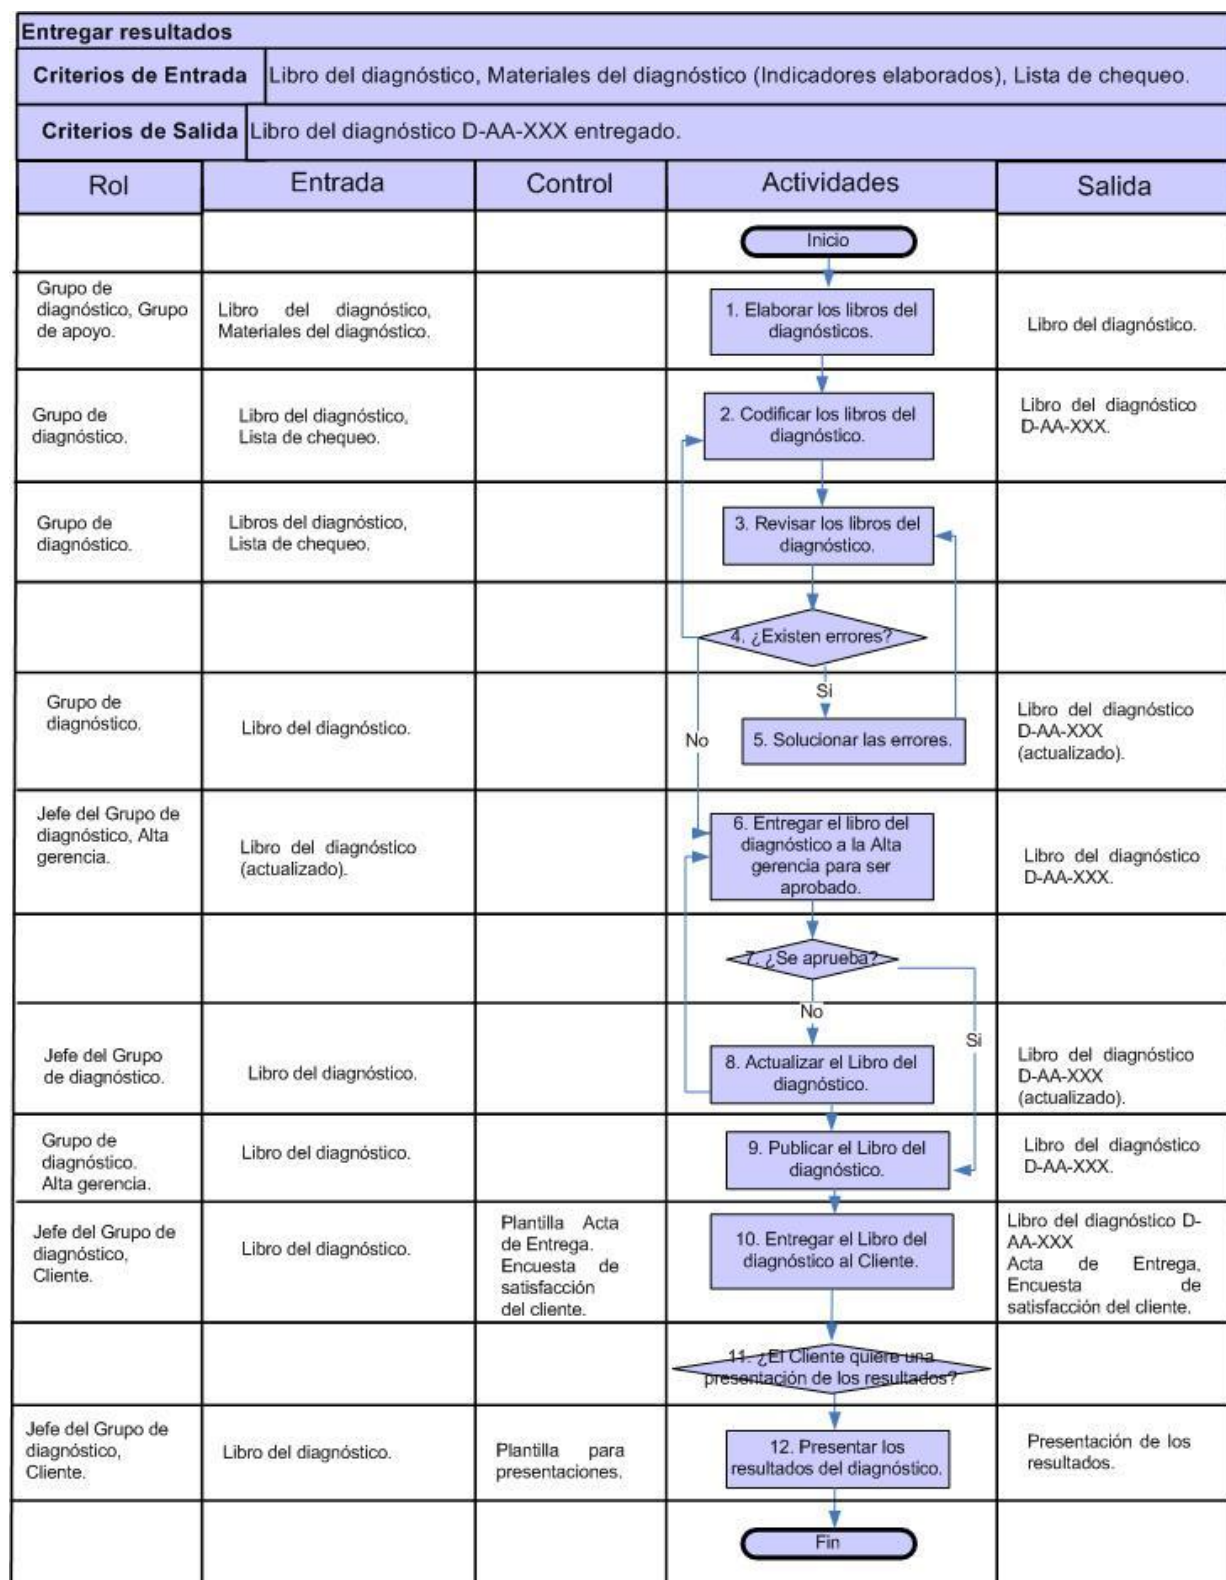 Entregar resultados
Criterios de Entrada
Libro del diagnóstico, Materiales del diagnóstico (Indicadores elaborados), Lista de chequeo.
Criterios de Salida
Libro del diagnóstico D-AA-XXX entregado.
Rol
Entrada
Control
Actividades
Salida
Inicio
Grupo de
diagnóstico, Grupo
de apoyo.
Libro del diagnóstico,
Materiales del diagnóstico.
1. Elaborar los libros del
diagnósticos.
Libro del diagnóstico.
Grupo de
diagnóstico.
Libro del diagnóstico,
Lista de chequeo.
2. Codificar los libros del
diagnóstico.
Libro del diagnóstico
D-AA-XXX.
Grupo de
diagnóstico.
Libros del diagnóstico,
Lista de chequeo.
3. Revisar los libros del
diagnóstico.
4. ¿Existen errores?
Si
No
Grupo de
diagnóstico.
Libro del diagnóstico.
5. Solucionar las errores.
Libro del diagnóstico
D-AA-XXX
(actualizado).
Jefe del Grupo de
diagnóstico, Alta
gerencia.
Libro del diagnóstico
(actualizado).
6. Entregar el libro del
diagnóstico a la Alta
gerencia para ser
aprobado.
Libro del diagnóstico
D-AA-XXX.
7. ¿Se aprueba?
No
Si
Jefe del Grupo
de diagnóstico.
Libro del diagnóstico.
8. Actualizar el Libro del
diagnóstico.
Libro del diagnóstico
D-AA-XXX
(actualizado).
Grupo de
diagnóstico.
Alta gerencia.
Libro del diagnóstico.
9. Publicar el Libro del
diagnóstico.
Libro del diagnóstico
D-AA-XXX.
Jefe del Grupo de
diagnóstico,
Cliente.
Libro del diagnóstico.
Plantilla Acta
de Entrega.
Encuesta de
satisfacción
del cliente.
10. Entregar el Libro del
diagnóstico al Cliente.
Libro del diagnóstico D-
AA-XXX
Acta de Entrega,
Encuesta de
satisfacción del cliente.
11. ¿El Cliente quiere una
presentación de los resultados?
Jefe del Grupo de
diagnóstico,
Cliente.
Libro del diagnóstico.
Plantilla para
presentaciones.
12. Presentar los
resultados del diagnóstico.
Presentación de los
resultados.
Fin